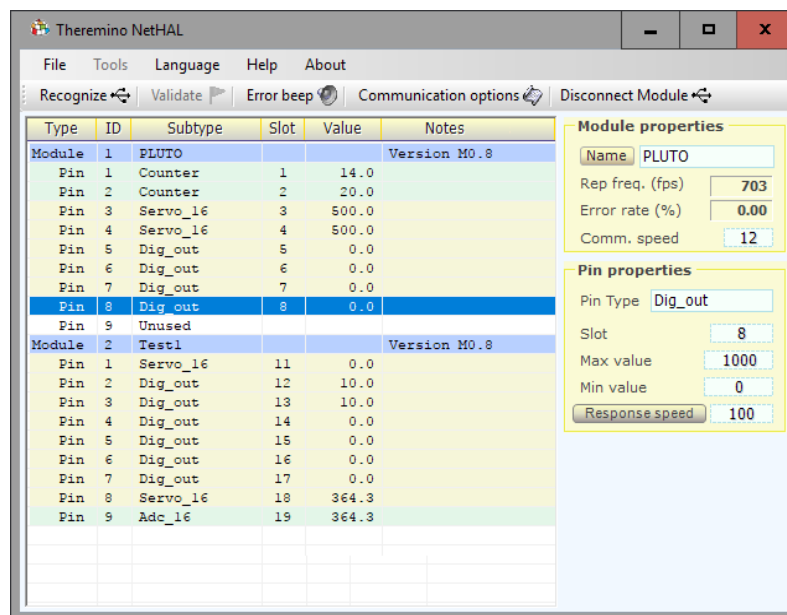 Theremino NetHAL
File Tools Language Help About
Recognize Validate Error beep Communication options Disconnect Module
Type ID Subtype Slot Value Notes
Module 1 PLUTO Version M0.8
Pin 1 Counter 1 14.0
Pin 2 Counter 2 20.0
Pin 3 Servo_16 3 500.0
Pin 4 Servo_16 4 500.0
Pin 5 Dig_out 5 0.0
Pin 6 Dig_out 6 0.0
Pin 7 Dig_out 7 0.0
Pin 8 Dig_out 8 0.0
Pin 9 Unused
Module 2 Test1 Version M0.8
Pin 1 Servo_16 11 0.0
Pin 2 Dig_out 12 10.0
Pin 3 Dig_out 13 10.0
Pin 4 Dig_out 14 0.0
Pin 5 Dig_out 15 0.0
Pin 6 Dig_out 16 0.0
Pin 7 Dig_out 17 0.0
Pin 8 Servo_16 18 364.3
Pin 9 Adc_16 19 364.3
Module properties
Name PLUTO
Rep freq. (fps) 703
Error rate (%) 0.00
Comm. speed 12
Pin properties
Pin Type Dig_out
Slot 8
Max value 1000
Min value 0
Response speed 100